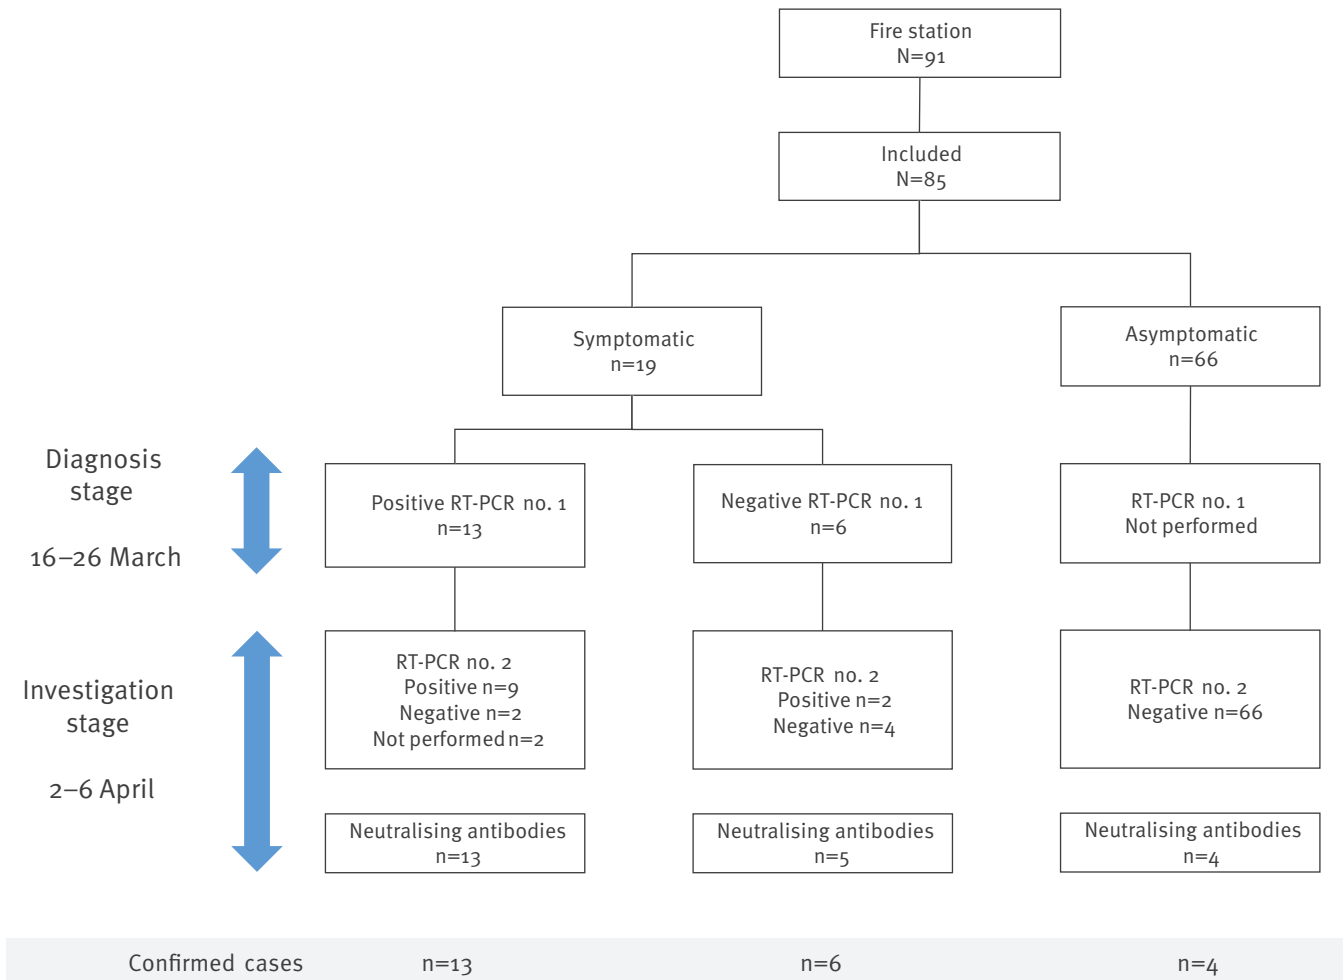 Fire station
N=91
Included
N=85
Symptomatic
n=19
Asymptomatic
n=66
Diagnosis
stage
16–26 March
Positive RT-PCR no. 1
n=13
Negative RT-PCR no. 1
n=6
RT-PCR no. 1
Not performed
Investigation
stage
2–6 April
RT-PCR no. 2
Positive n=9
Negative n=2
Not performed n=2
RT-PCR no. 2
Positive n=2
Negative n=4
RT-PCR no. 2
Negative n=66
Neutralising antibodies
n=13
Neutralising antibodies
n=5
Neutralising antibodies
n=4
Confirmed cases n=13 n=6 n=4